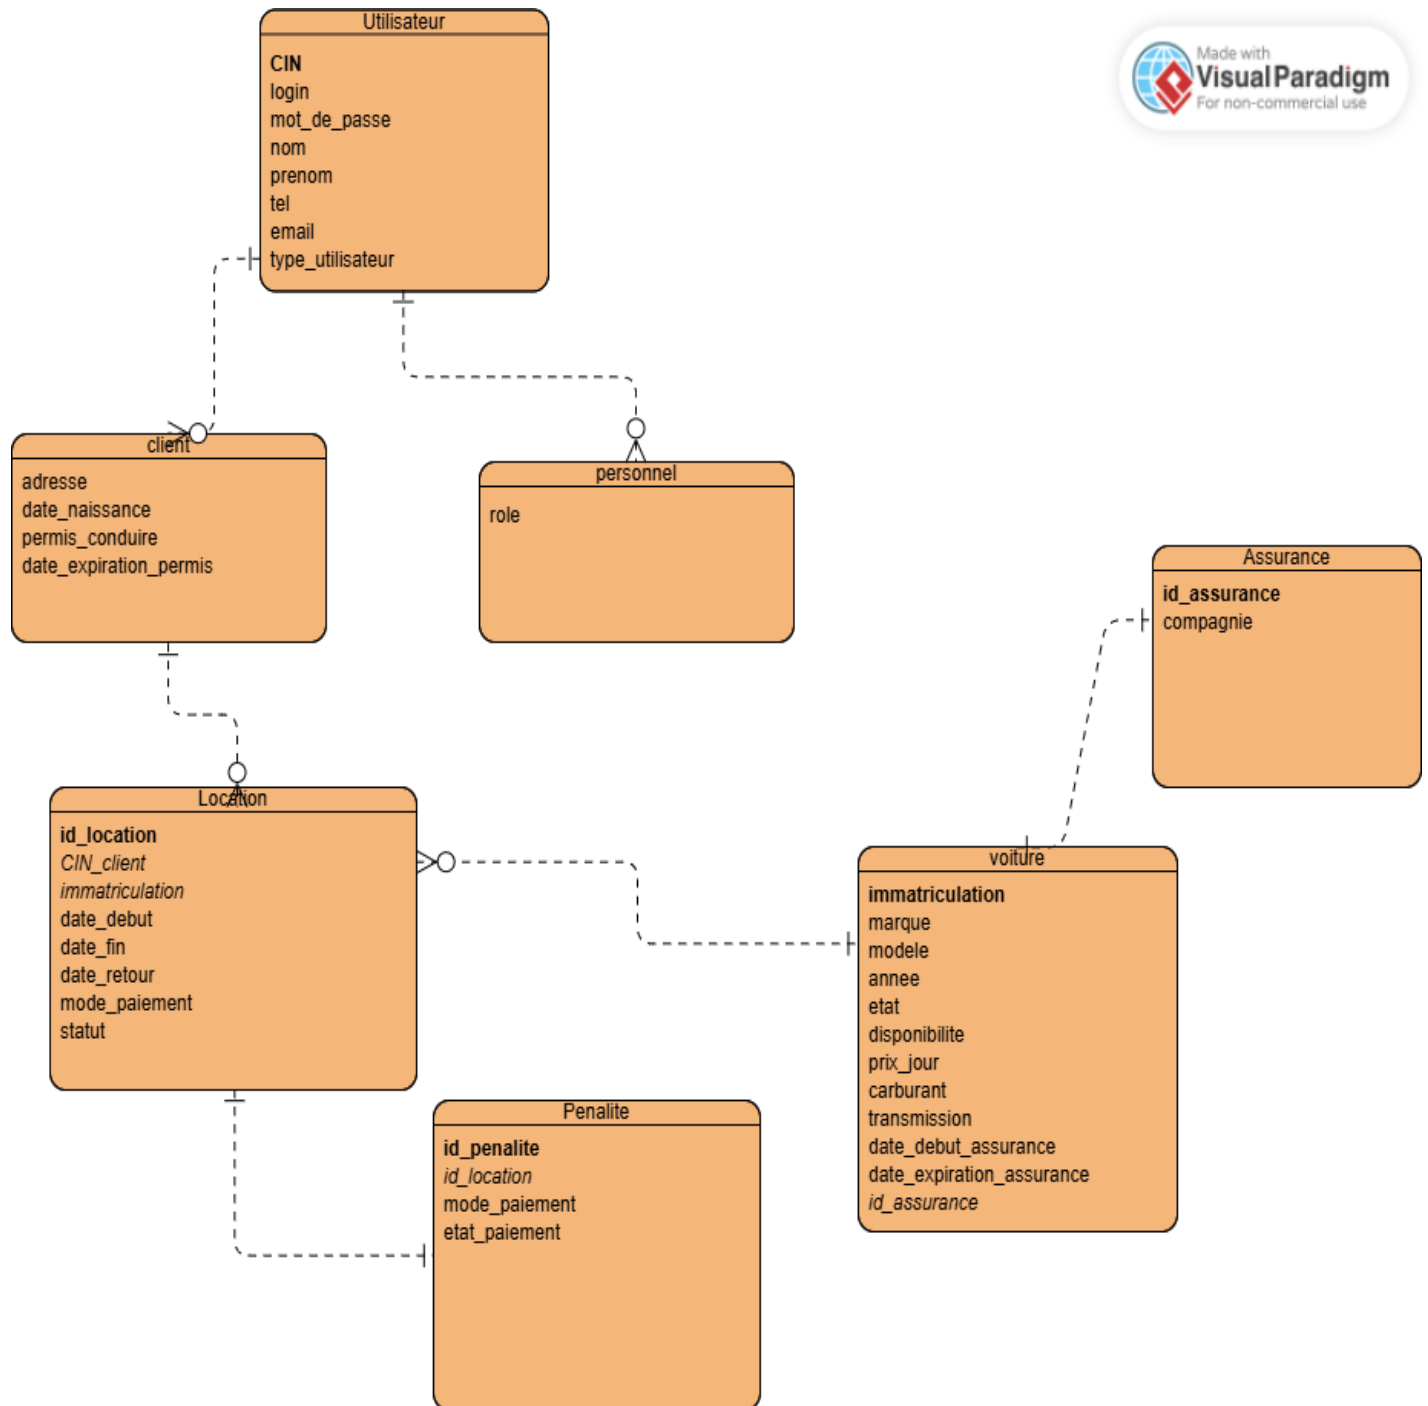 Utilisateur
CIN
login
mot_de_passe
nom
prenom
tel
email
type_utilisateur
Made with
Visual Paradigm
For non-commercial use
client
adresse
date_naissance
permis_conduire
date_expiration_permis
personnel
role
Assurance
id_assurance
compagnie
Location
id_location
CIN_client
immatriculation
date_debut
date_fin
date_retour
mode_paiement
statut
voiture
immatriculation
marque
modele
annee
etat
disponibilite
prix_jour
carburant
transmission
date_debut_assurance
date_expiration_assurance
id_assurance
Penalite
id_penalite
id_location
mode_paiement
etat_paiement